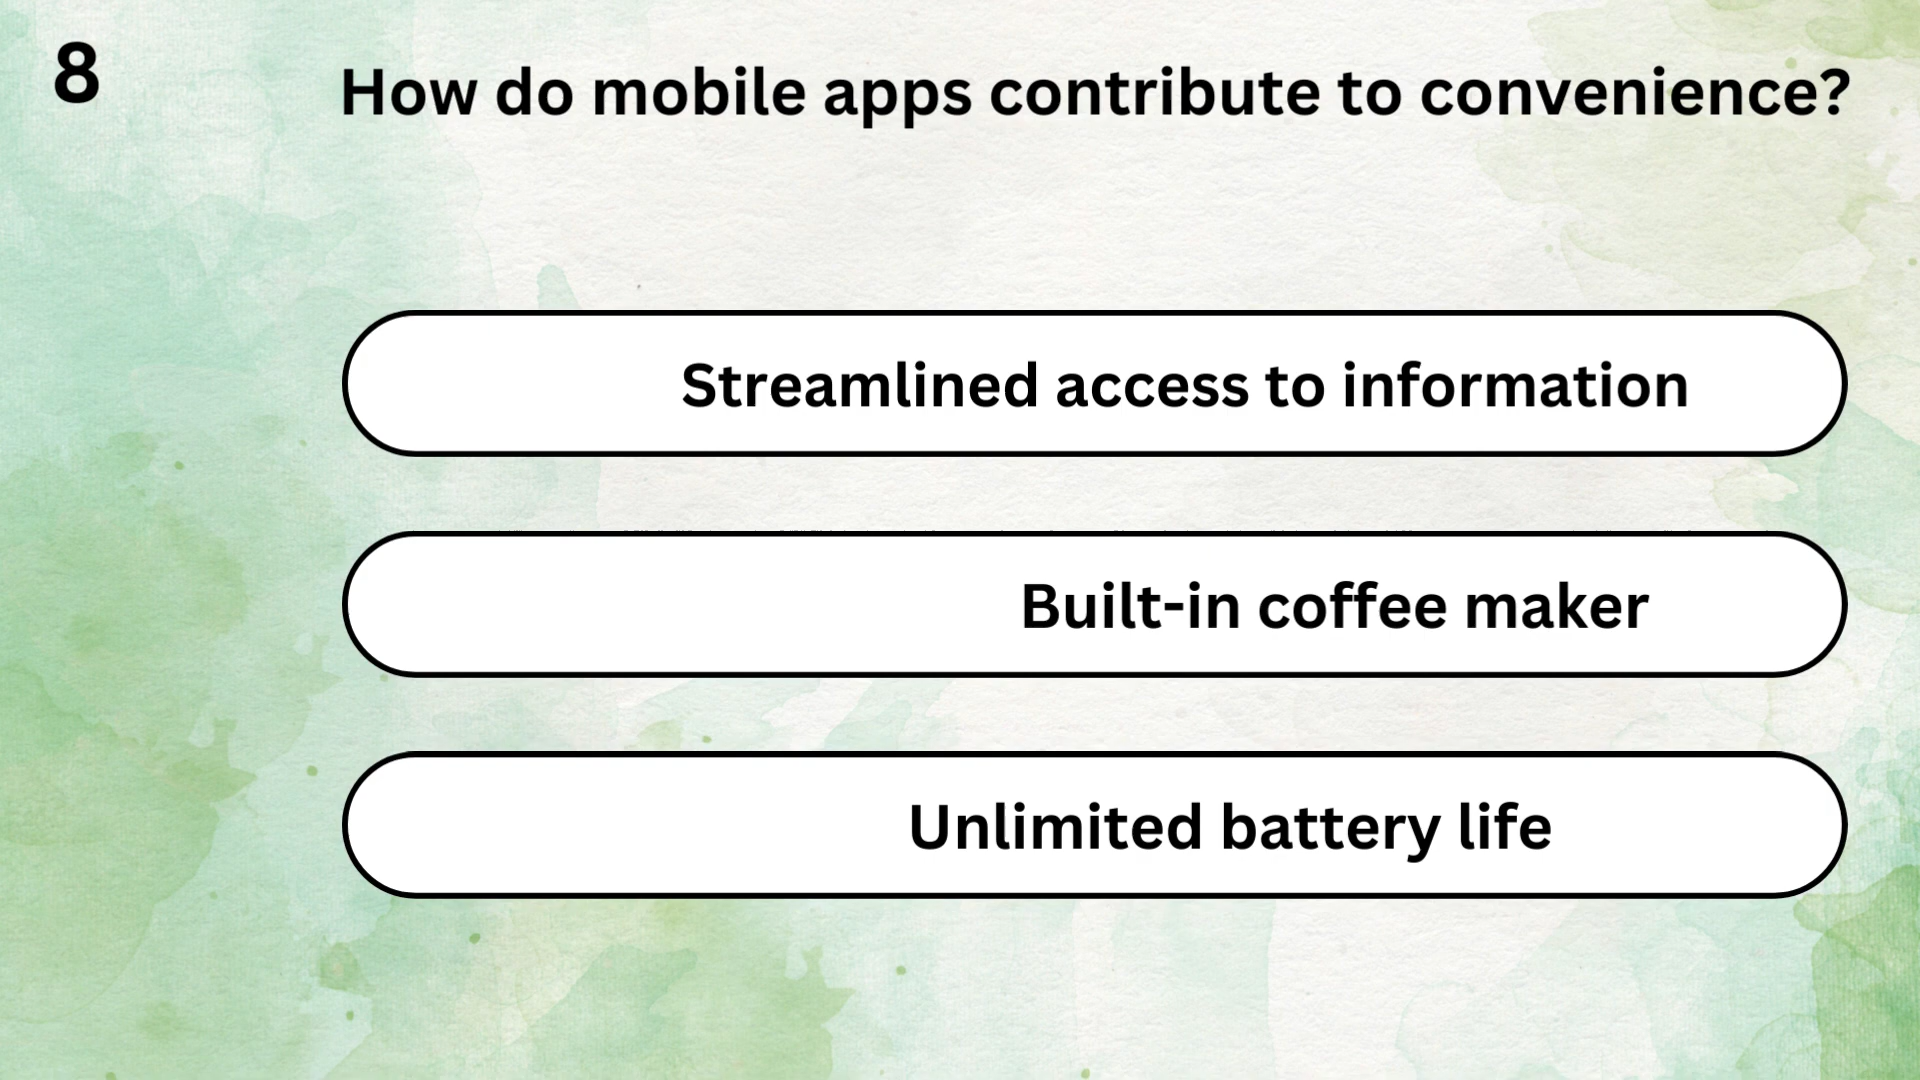 8
How do mobile apps contribute to convenience?
Streamlined access to information
Built-in coffee maker
Unlimited battery life